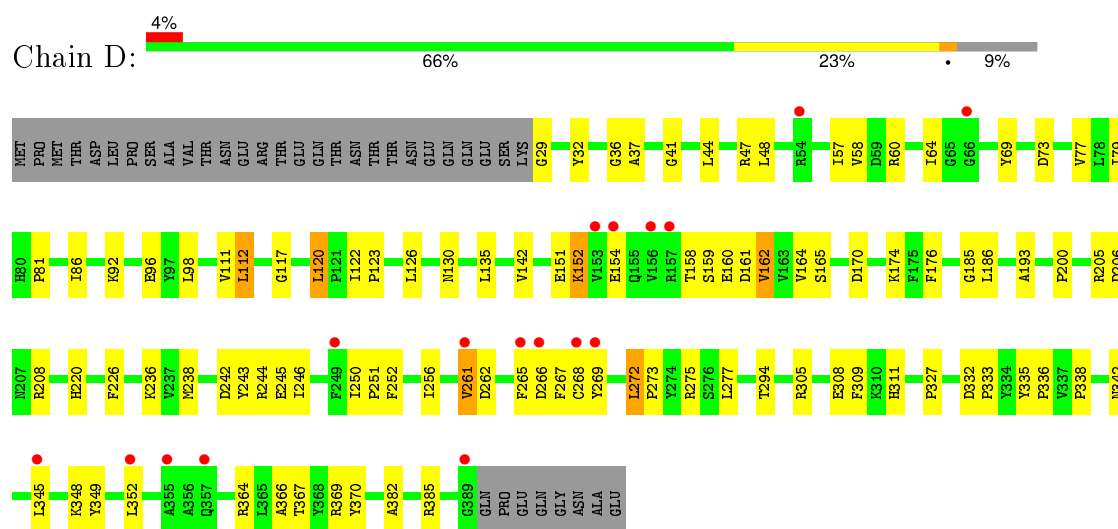 4%
Chain D:
66% 23% • 9%
MET PRO MET THR ASP LEU PRO SER ALA VAL THR ASN GLU ARG THR GLU GLN THR ASN THR THR ASN GLU GLN GLN GLU SER LYS G29 Y32 G36 A37 G41 L44 R47 L48 R54 I57 V58 D59 R60 I64 G65 G66 Y69 D73 V77 L78 I79
H80 P81 I86 K92 E96 Y97 L98 V111 L112 G117 L120 P121 I122 P123 L126 N130 L135 V142 E151 K152 V153 E154 Q155 V156 R157 T158 S159 E160 D161 V162 V163 V164 S165 D170 K174 F175 F176 G185 L186 A193 P200 R205
N207 R208 H220 F226 K236 V237 M238 D242 Y243 R244 E245 I246 F249 I250 P251 F252 I256 V261 D262 F265 D266 F267 C268 Y269 L272 P273 Y274 R275 S276 L277 T294 R305 E308 F309 K310 H311 P327 D332 P333 Y334 Y335 P336 V337 P338
L345 K348 Y349 L352 A355 A356 Q357 R364 L365 A366 T367 Y368 R369 Y370 A382 R385 G389 GLN PRO GLU GLN GLY ASN ALA GLU